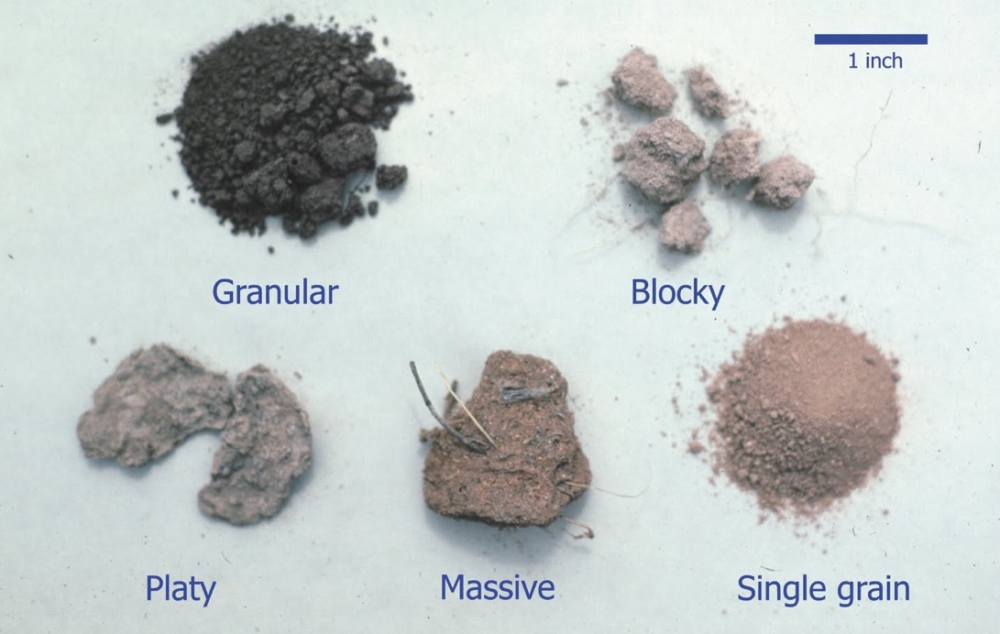 1 inch
Granular
Blocky
Platy
Massive
Single grain